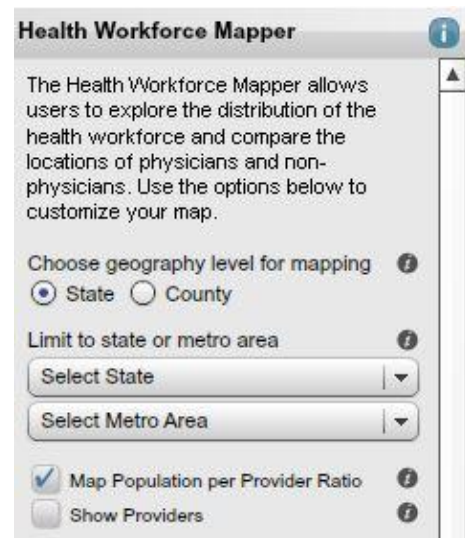 Health Workforce Mapper
The Health Workforce Mapper allows
users to explore the distribution of the
health workforce and compare the
locations of physicians and non-
physicians. Use the options below to
customize your map.
Choose geography level for mapping
State County
Limit to state or metro area
Select State
Select Metro Area
Map Population per Provider Ratio
Show Providers